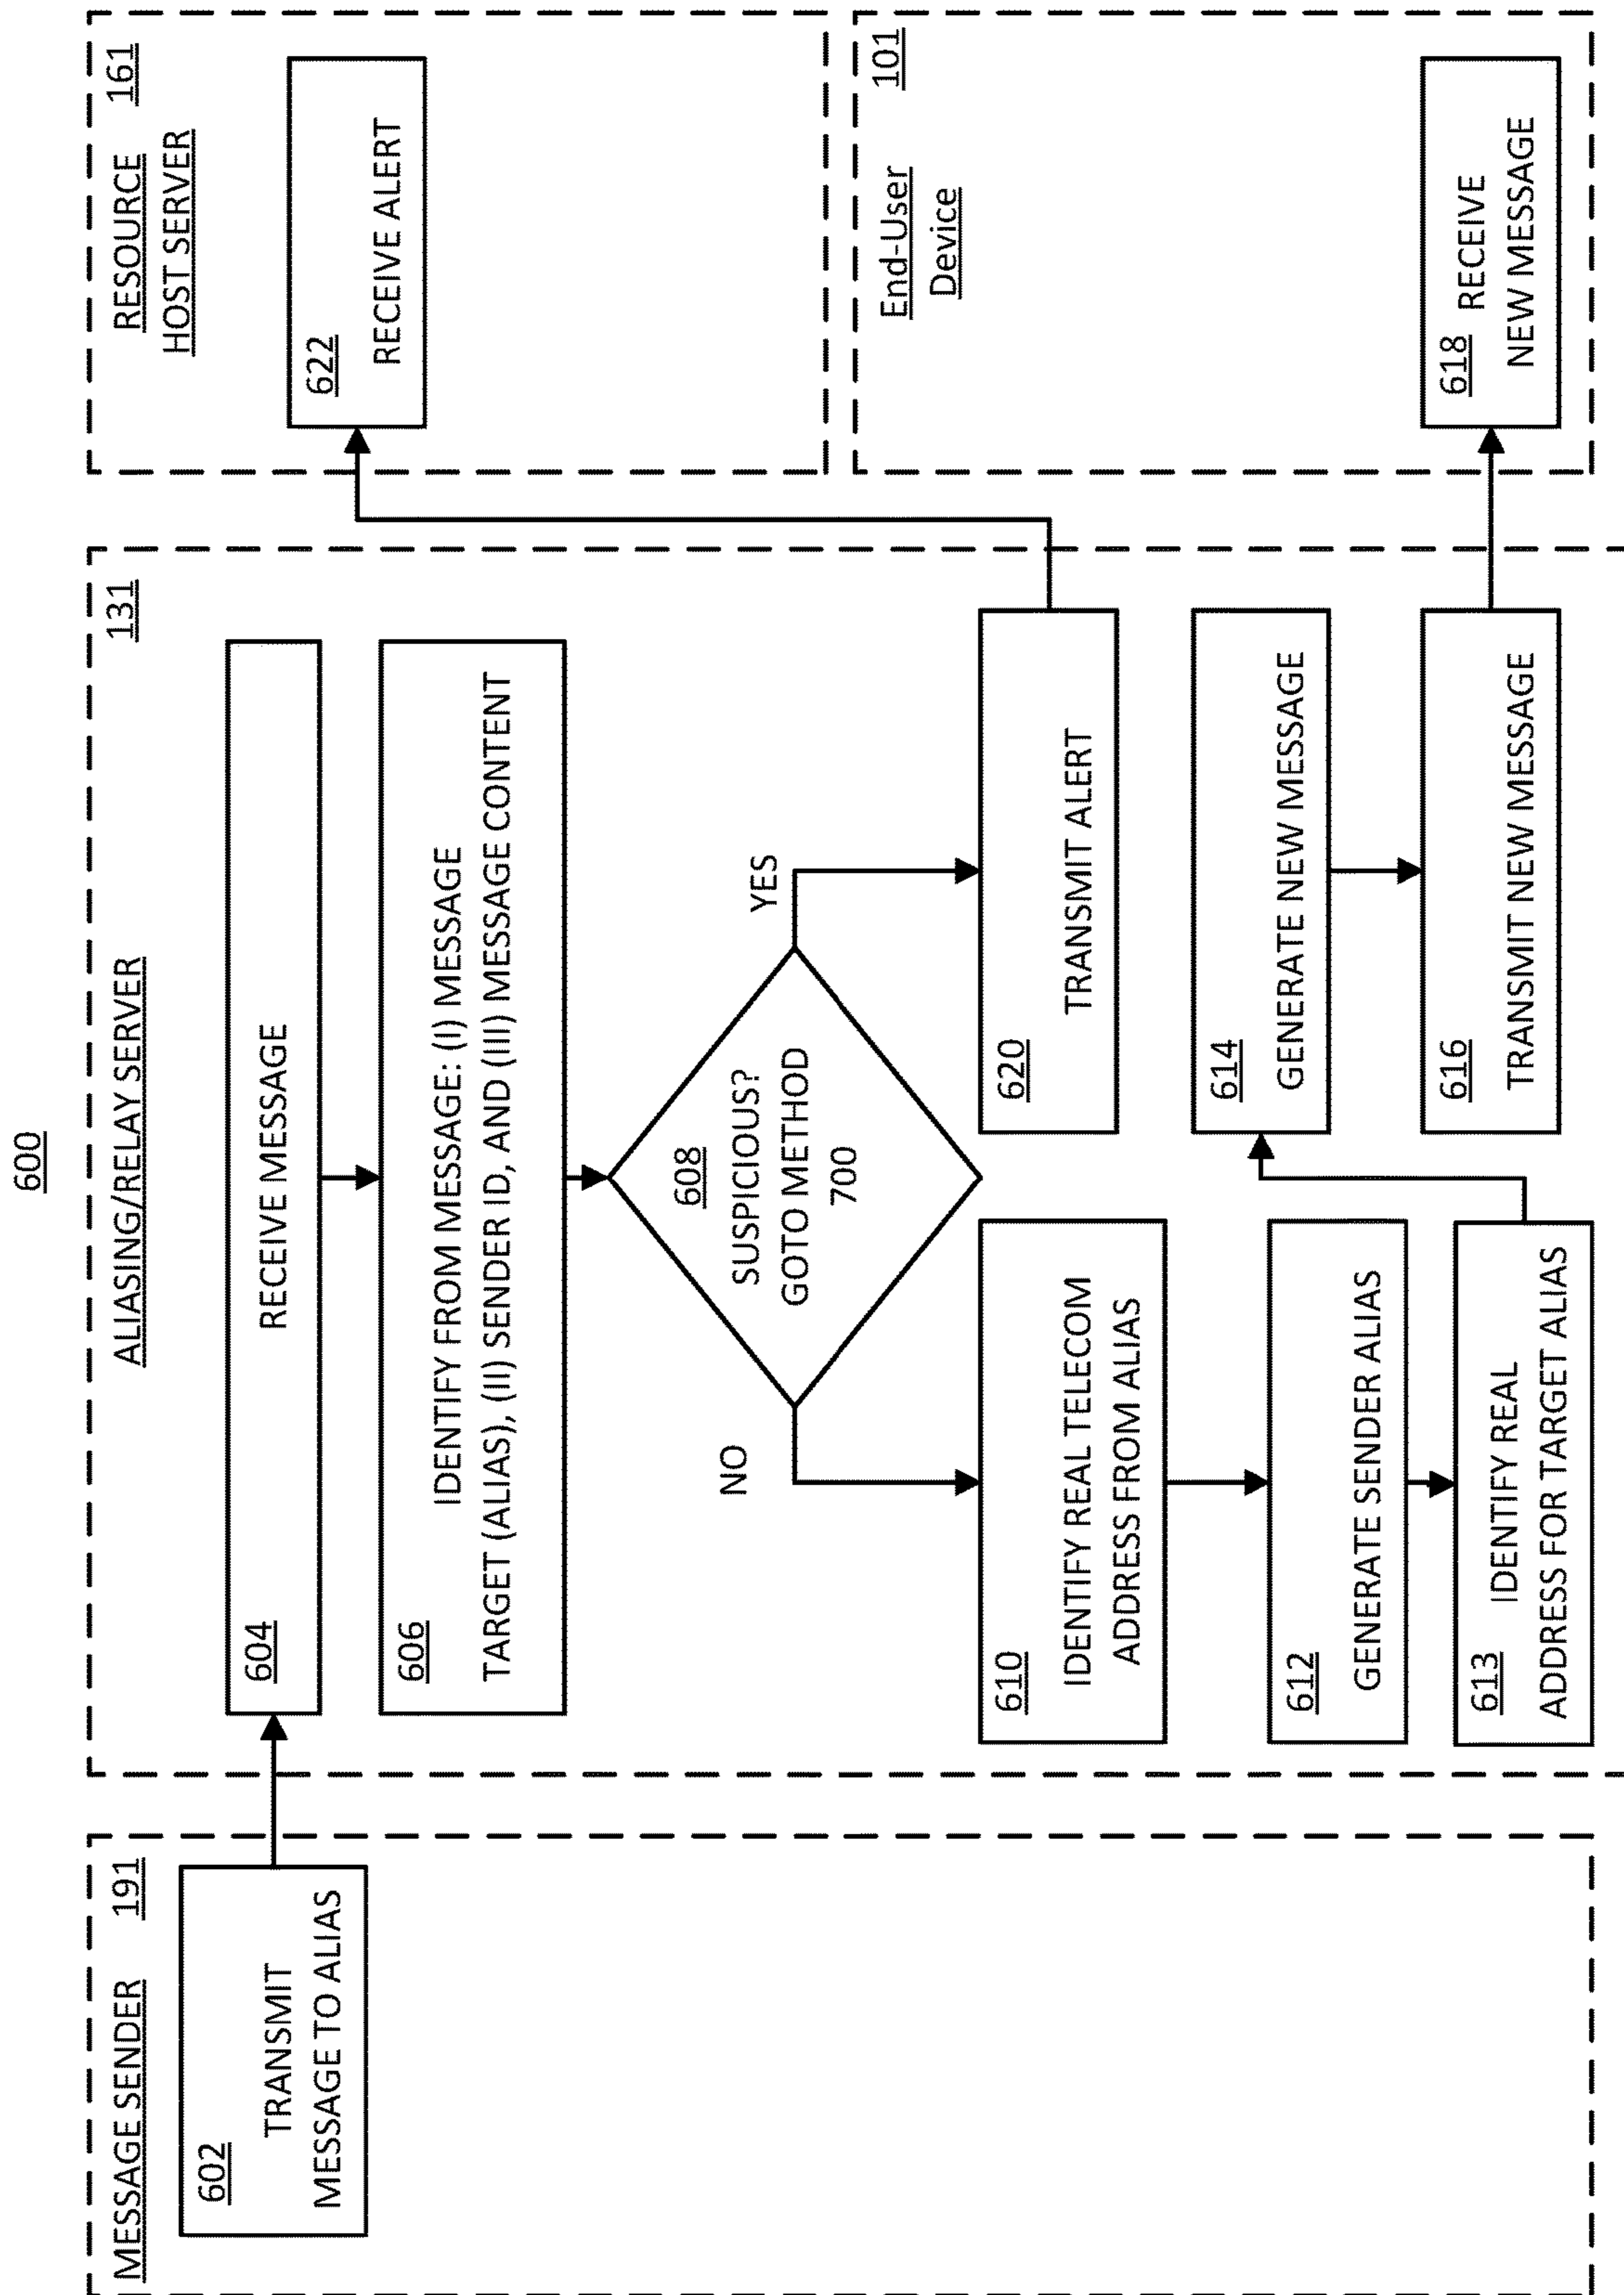 600
MESSAGE SENDER 191
602
TRANSMIT
MESSAGE TO ALIAS
ALIASING/RELAY SERVER
131
604
RECEIVE MESSAGE
606
IDENTIFY FROM MESSAGE: (I) MESSAGE
TARGET (ALIAS), (II) SENDER ID, AND (III) MESSAGE CONTENT
608
SUSPICIOUS?
GOTO METHOD
700
NO
YES
610
IDENTIFY REAL TELECOM
ADDRESS FROM ALIAS
612
GENERATE SENDER ALIAS
613
IDENTIFY REAL
ADDRESS FOR TARGET ALIAS
620
TRANSMIT ALERT
614
GENERATE NEW MESSAGE
616
TRANSMIT NEW MESSAGE
RESOURCE 161
HOST SERVER
622
RECEIVE ALERT
End-User 101
Device
618 RECEIVE
NEW MESSAGE